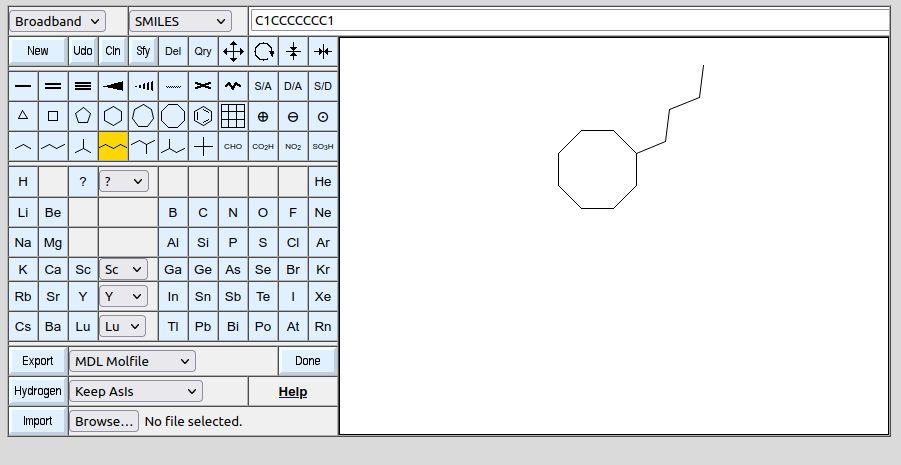 Broadband SMILES C1CCCCCCC1
New Udo Cln Sfy Del Qry
S/A D/A S/D
CHO CO2H NO2 SO3H
H ? ? He
Li Be B C N O F Ne
Na Mg Al Si P S Cl Ar
K Ca Sc Sc Ga Ge As Se Br Kr
Rb Sr Y Y In Sn Sb Te I Xe
Cs Ba Lu Lu Tl Pb Bi Po At Rn
Export MDL Molfile Done
Hydrogen Keep AsIs Help
Import Browse... No file selected.